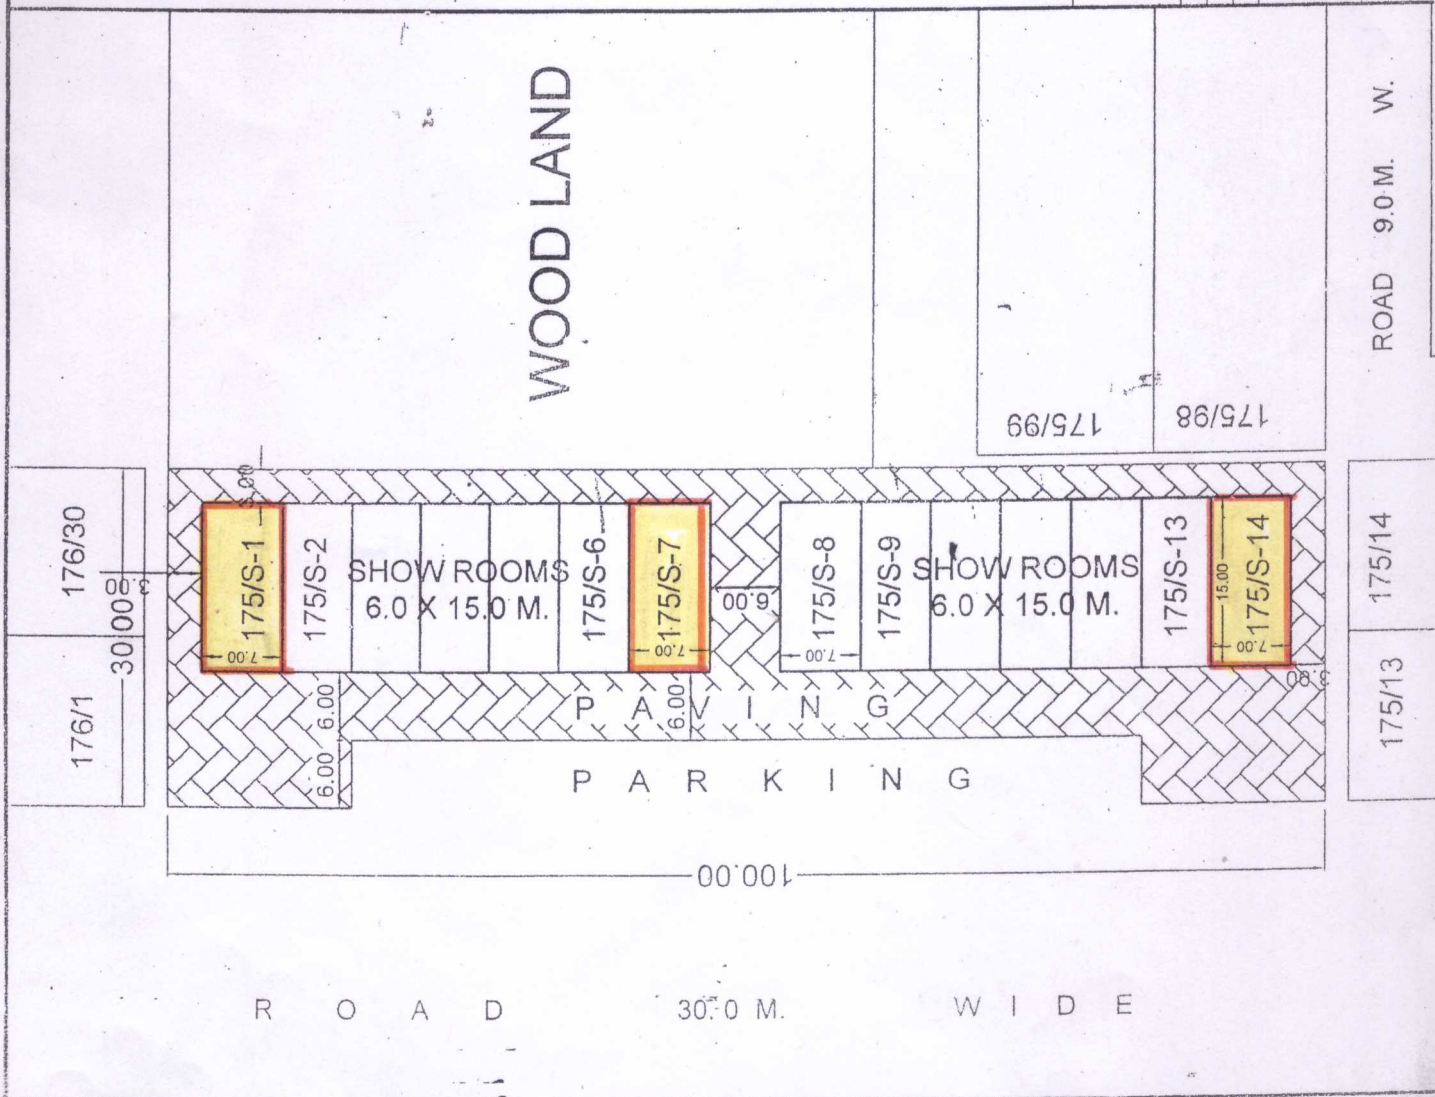 WOOD LAND
ROAD 9.0 M. W.
175/99
175/98
176/30
176/1
30.00
3.00
3.00
175/S-1
7.00
175/S-2
SHOW ROOMS
6.0 X 15.0 M.
175/S-6
175/S-7
7.00
6.00
175/S-8
7.00
175/S-9
SHOW ROOMS
6.0 X 15.0 M.
175/S-13
15.00
175/S-14
7.00
175/14
175/13
6.00
6.00
6.00
PAVING
PARKING
100.00
ROAD 30.0 M. WIDE